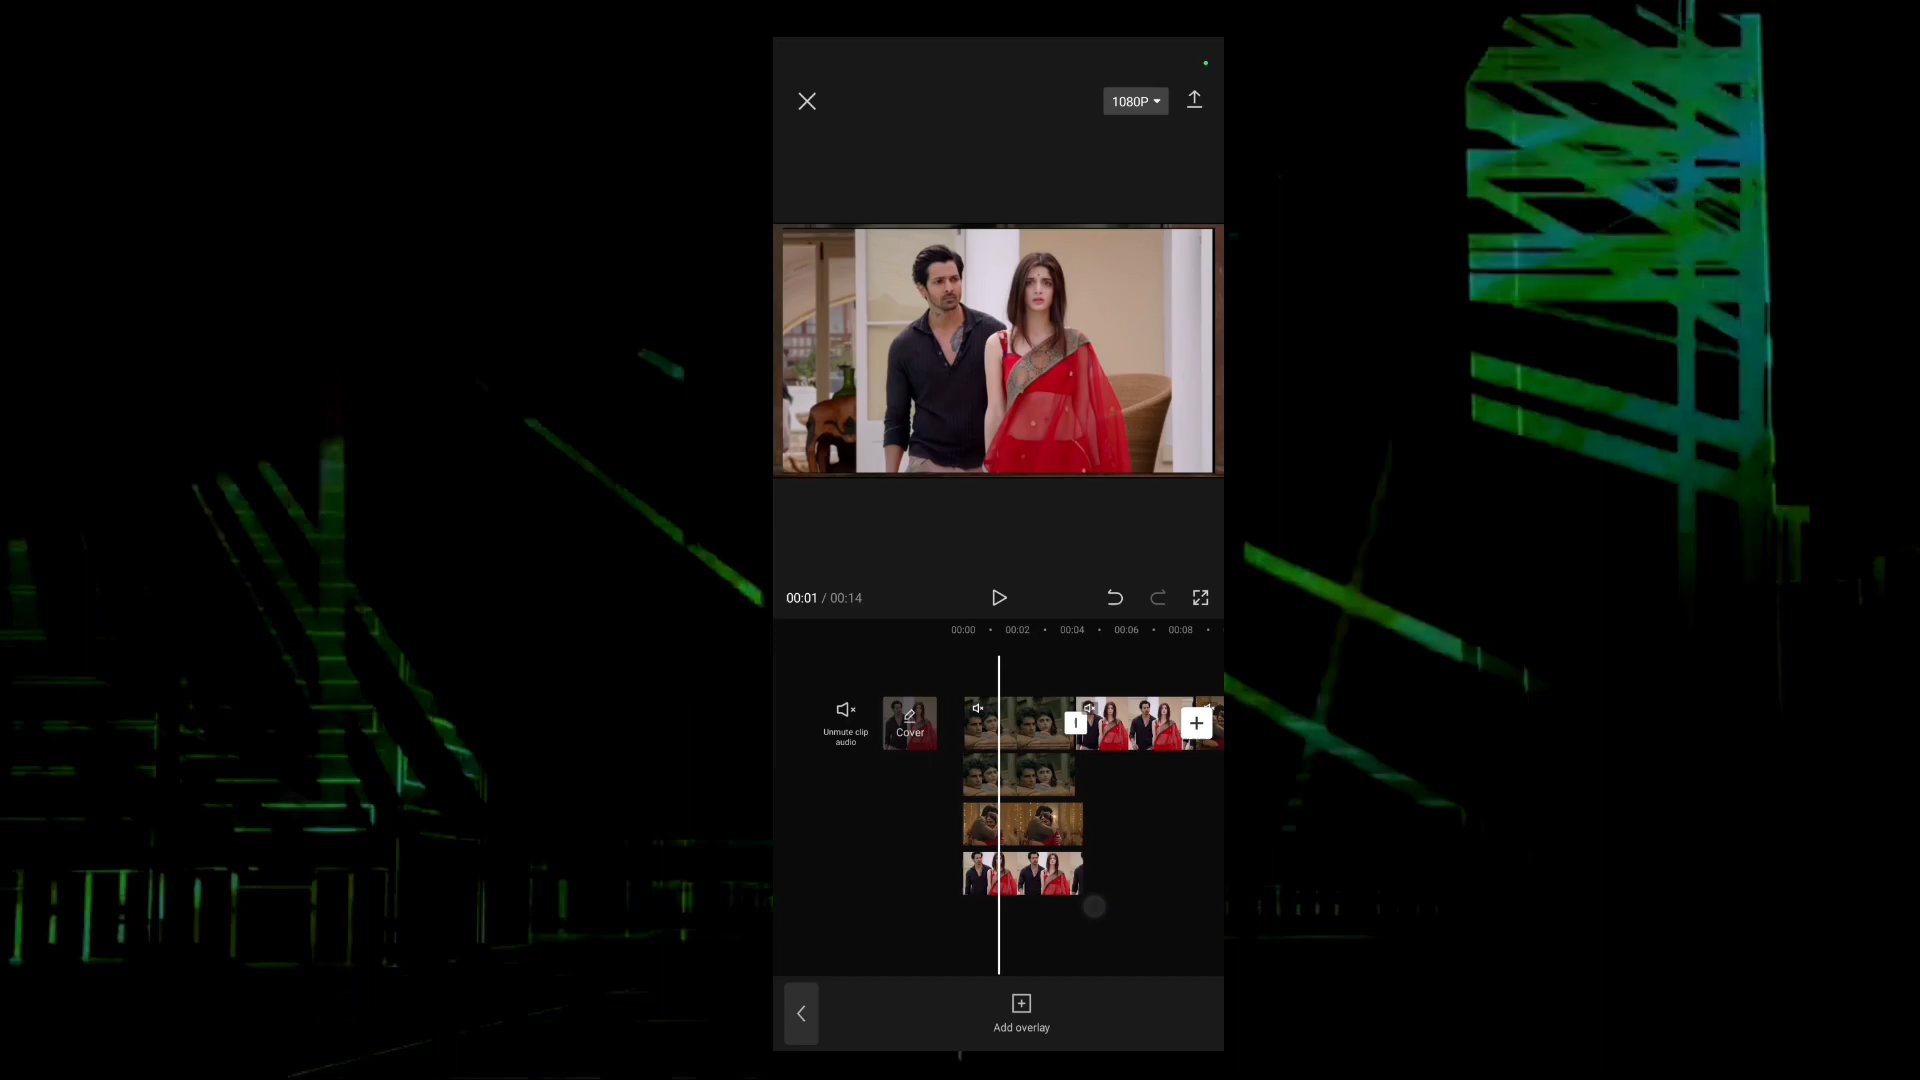 1080P
00:01 / 00:14
00:00 • 00:02 • 00:04 • 00:06 • 00:08 •
Unmute clip
audio
Cover
Add overlay